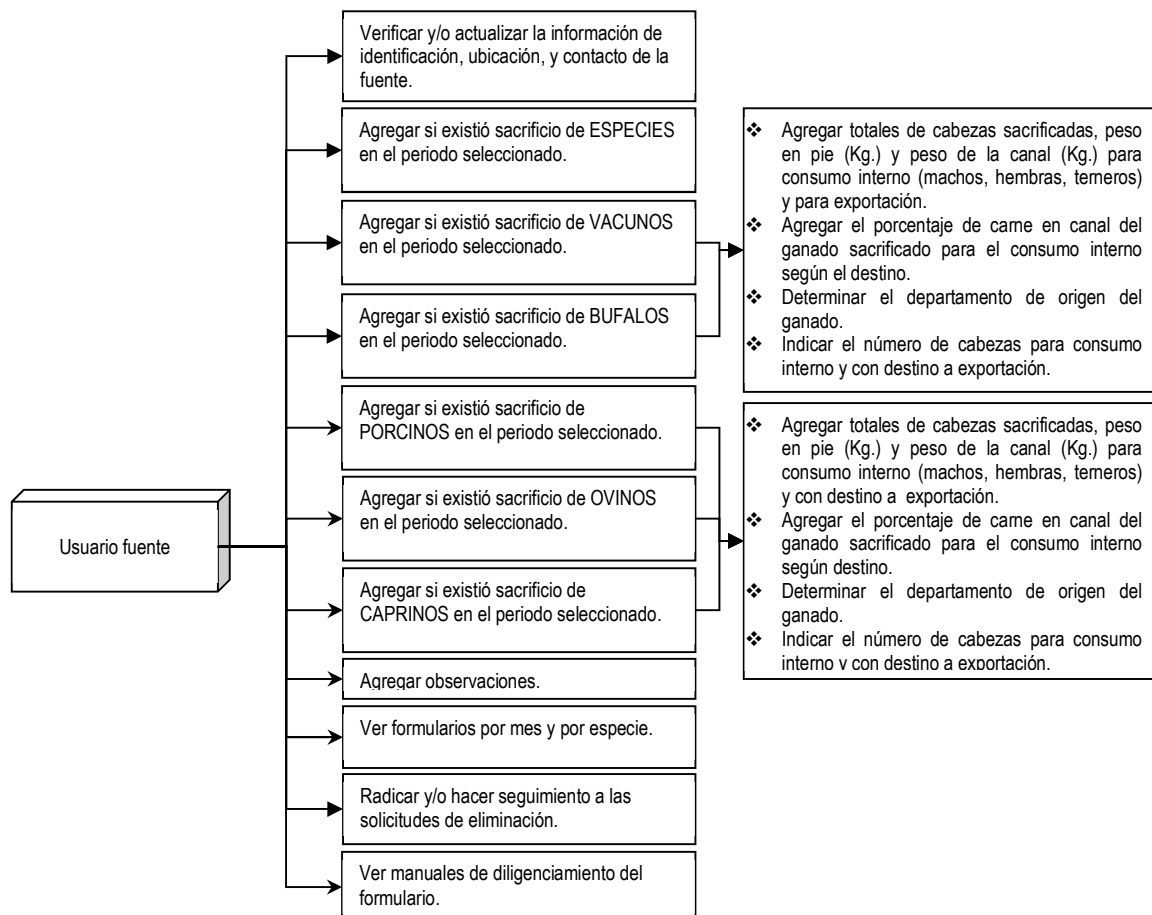 Verificar y/o actualizar la información de
identificación, ubicación, y contacto de la
fuente.
Agregar si existió sacrificio de ESPECIES
en el periodo seleccionado.
Agregar si existió sacrificio de VACUNOS
en el periodo seleccionado.
Agregar si existió sacrificio de BUFALOS
en el periodo seleccionado.
❖ Agregar totales de cabezas sacrificadas, peso
en pie (Kg.) y peso de la canal (Kg.) para
consumo interno (machos, hembras, terneros)
y para exportación.
❖ Agregar el porcentaje de carne en canal del
ganado sacrificado para el consumo interno
según el destino.
❖ Determinar el departamento de origen del
ganado.
❖ Indicar el número de cabezas para consumo
interno y con destino a exportación.
Agregar si existió sacrificio de
PORCINOS en el periodo seleccionado.
Agregar si existió sacrificio de OVINOS
en el periodo seleccionado.
Agregar si existió sacrificio de
CAPRINOS en el periodo seleccionado.
❖ Agregar totales de cabezas sacrificadas, peso
en pie (Kg.) y peso de la canal (Kg.) para
consumo interno (machos, hembras, terneros)
y con destino a exportación.
❖ Agregar el porcentaje de carne en canal del
ganado sacrificado para el consumo interno
según destino.
❖ Determinar el departamento de origen del
ganado.
❖ Indicar el número de cabezas para consumo
interno y con destino a exportación.
Usuario fuente
Agregar observaciones.
Ver formularios por mes y por especie.
Radicar y/o hacer seguimiento a las
solicitudes de eliminación.
Ver manuales de diligenciamiento del
formulario.